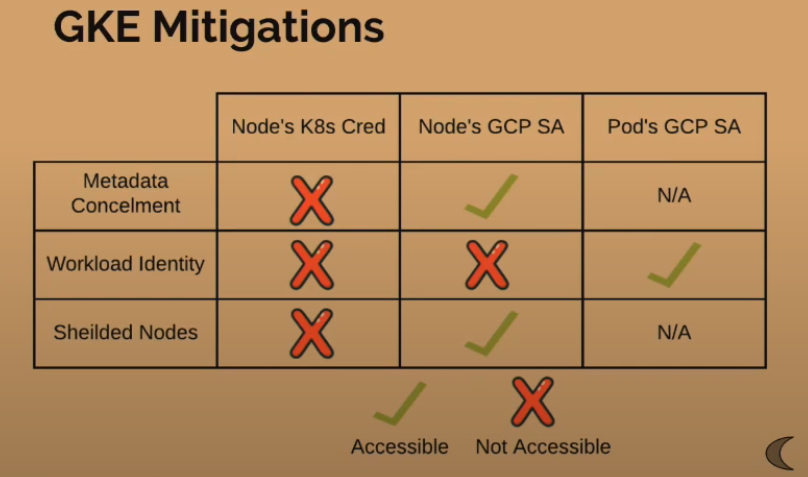 GKE Mitigations
Node's K8s Cred Node's GCP SA Pod's GCP SA
Metadata
Concelment
N/A
Workload Identity
Sheilded Nodes N/A
Accessible Not Accessible